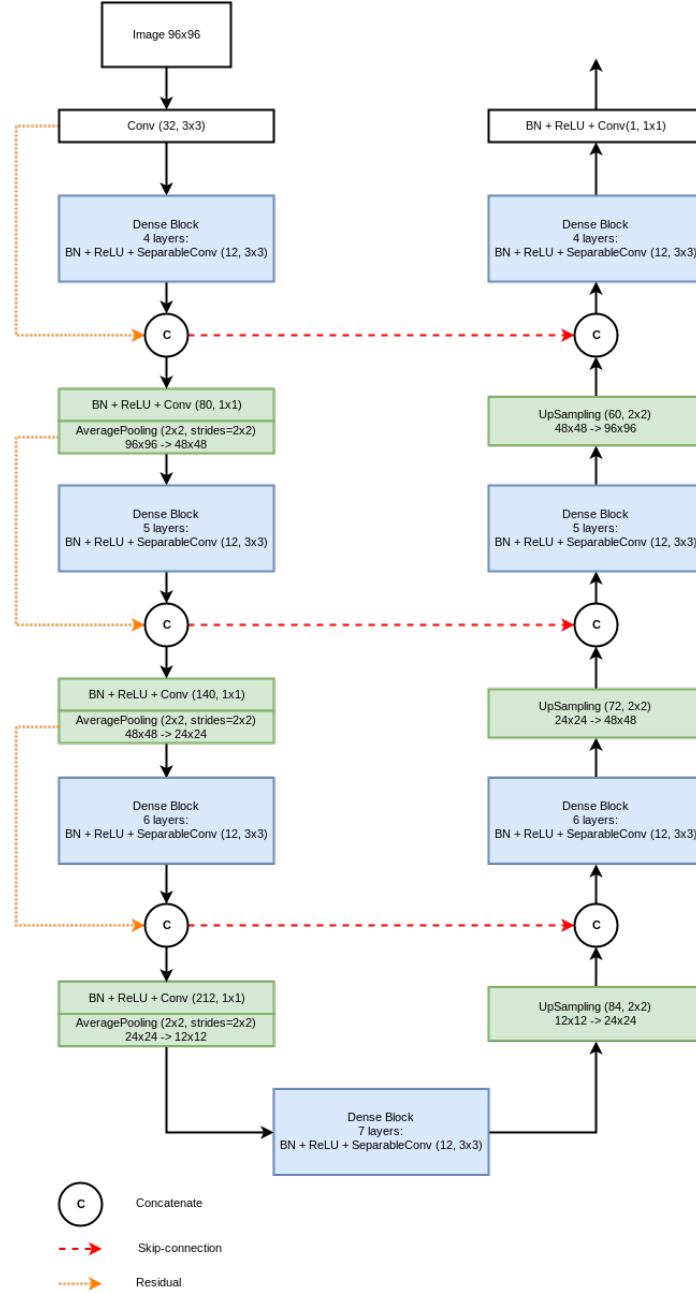 Image 96x96
Conv (32, 3x3)
Dense Block
4 layers:
BN + ReLU + SeparableConv (12, 3x3)
C
BN + ReLU + Conv (80, 1x1)
AveragePooling (2x2, strides=2x2)
96x96 -> 48x48
Dense Block
5 layers:
BN + ReLU + SeparableConv (12, 3x3)
C
BN + ReLU + Conv (140, 1x1)
AveragePooling (2x2, strides=2x2)
48x48 -> 24x24
Dense Block
6 layers:
BN + ReLU + SeparableConv (12, 3x3)
C
BN + ReLU + Conv (212, 1x1)
AveragePooling (2x2, strides=2x2)
24x24 -> 12x12
Dense Block
7 layers:
BN + ReLU + SeparableConv (12, 3x3)
BN + ReLU + Conv(1, 1x1)
Dense Block
4 layers:
BN + ReLU + SeparableConv (12, 3x3)
C
UpSampling (60, 2x2)
48x48 -> 96x96
Dense Block
5 layers:
BN + ReLU + SeparableConv (12, 3x3)
C
UpSampling (72, 2x2)
24x24 -> 48x48
Dense Block
6 layers:
BN + ReLU + SeparableConv (12, 3x3)
C
UpSampling (84, 2x2)
12x12 -> 24x24
C Concatenate
Skip-connection
Residual